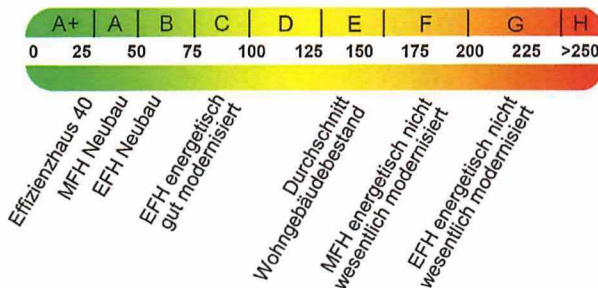 A+ A B C D E F G H
0 25 50 75 100 125 150 175 200 225 >250
Effizienzhaus 40
MFH Neubau
EFH Neubau
EFH energetisch
gut modernisiert
Durchschnitt
Wohngebäudebestand
MFH energetisch nicht
wesentlich modernisiert
EFH energetisch nicht
wesentlich modernisiert